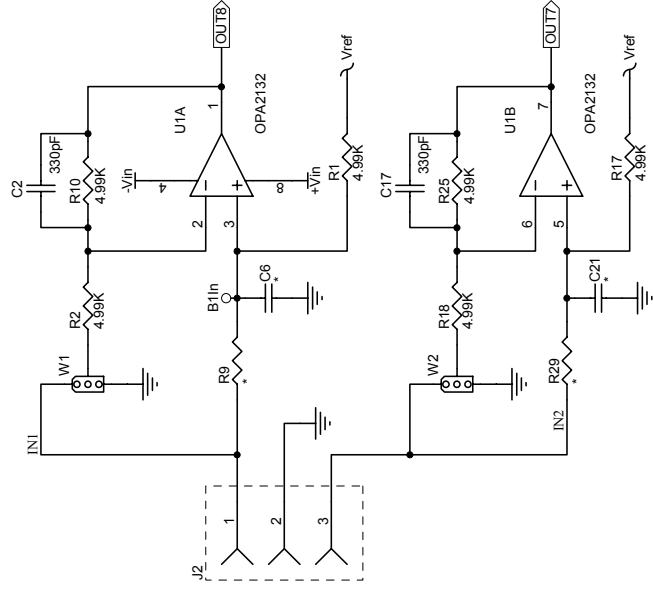 C2
330pF
R10
4.99K
OUT8
U1A
OPA2132
-Vin
4
2
1
3
8
+Vin
R2
4.99K
W1
IN1
R1
4.99K
Vref
B1In
C6
*
R9
*
J2
1
2
3
C17
330pF
R25
4.99K
OUT7
U1B
OPA2132
6
7
5
R18
4.99K
W2
R17
4.99K
Vref
C21
*
R29
*
IN2